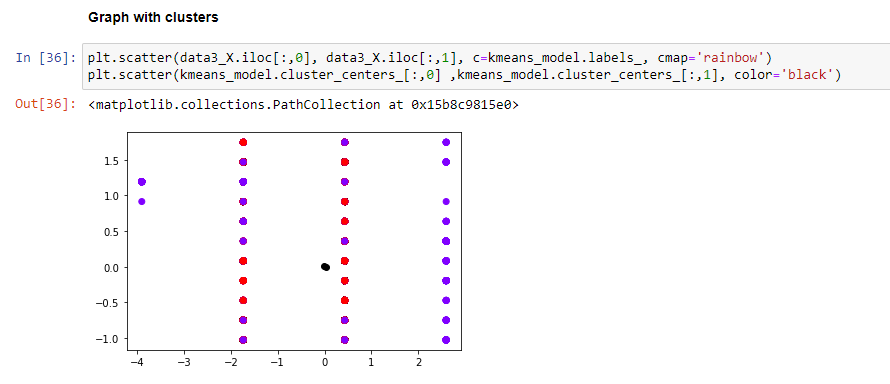 Graph with clusters
In [36]: plt.scatter(data3_X.iloc[:,0], data3_X.iloc[:,1], c=kmeans_model.labels_, cmap='rainbow')
plt.scatter(kmeans_model.cluster_centers_[:,0] ,kmeans_model.cluster_centers_[:,1], color='black')
Out[36]: <matplotlib.collections.PathCollection at 0x15b8c9815e0>
1.5
1.0
0.5
0.0
−0.5
−1.0
−4 −3 −2 −1 0 1 2